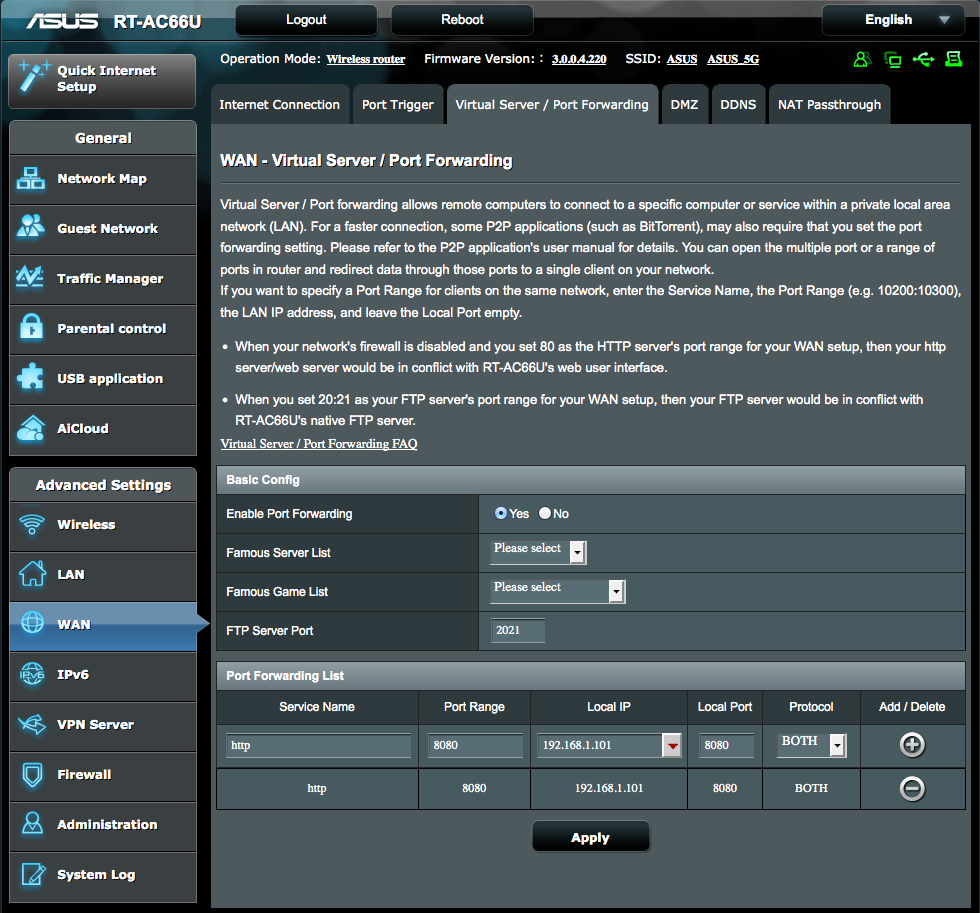 ASUS RT-AC66U Logout Reboot English
Quick Internet
Setup
Operation Mode: Wireless router Firmware Version: : 3.0.0.4.220 SSID: ASUS ASUS_5G
Internet Connection Port Trigger Virtual Server / Port Forwarding DMZ DDNS NAT Passthrough
General
Network Map
Guest Network
Traffic Manager
Parental control
USB application
AiCloud
Advanced Settings
Wireless
LAN
WAN
IPv6
IPv6
VPN Server
Firewall
Administration
System Log
WAN - Virtual Server / Port Forwarding
Virtual Server / Port forwarding allows remote computers to connect to a specific computer or service within a private local area
network (LAN). For a faster connection, some P2P applications (such as BitTorrent), may also require that you set the port
forwarding setting. Please refer to the P2P application's user manual for details. You can open the multiple port or a range of
ports in router and redirect data through those ports to a single client on your network.
If you want to specify a Port Range for clients on the same network, enter the Service Name, the Port Range (e.g. 10200:10300),
the LAN IP address, and leave the Local Port empty.
• When your network's firewall is disabled and you set 80 as the HTTP server's port range for your WAN setup, then your http
server/web server would be in conflict with RT-AC66U's web user interface.
• When you set 20:21 as your FTP server's port range for your WAN setup, then your FTP server would be in conflict with
RT-AC66U's native FTP server.
Virtual Server / Port Forwarding FAQ
Basic Config
Enable Port Forwarding Yes No
Famous Server List Please select
Famous Game List Please select
FTP Server Port 2021
Port Forwarding List
Service Name Port Range Local IP Local Port Protocol Add / Delete
http 8080 192.168.1.101 8080 BOTH
http 8080 192.168.1.101 8080 BOTH
Apply